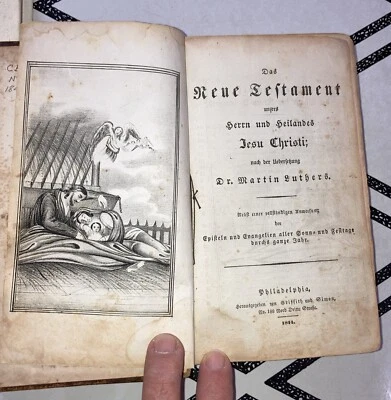 Das
Neue Testament
unsers
Herrn und Heilandes
Jesu Christi;
nach der Uebersetzung
Dr. Martin Luthers.
Nebst einer vollständigen Anweisung
der
Episteln und Evangelien aller Sonn- und Festtage
durchs ganze Jahr.
Philadelphia,
Herausgegeben von Griffith und Simon,
No. 188 Nord Dritte Straße.
1844.